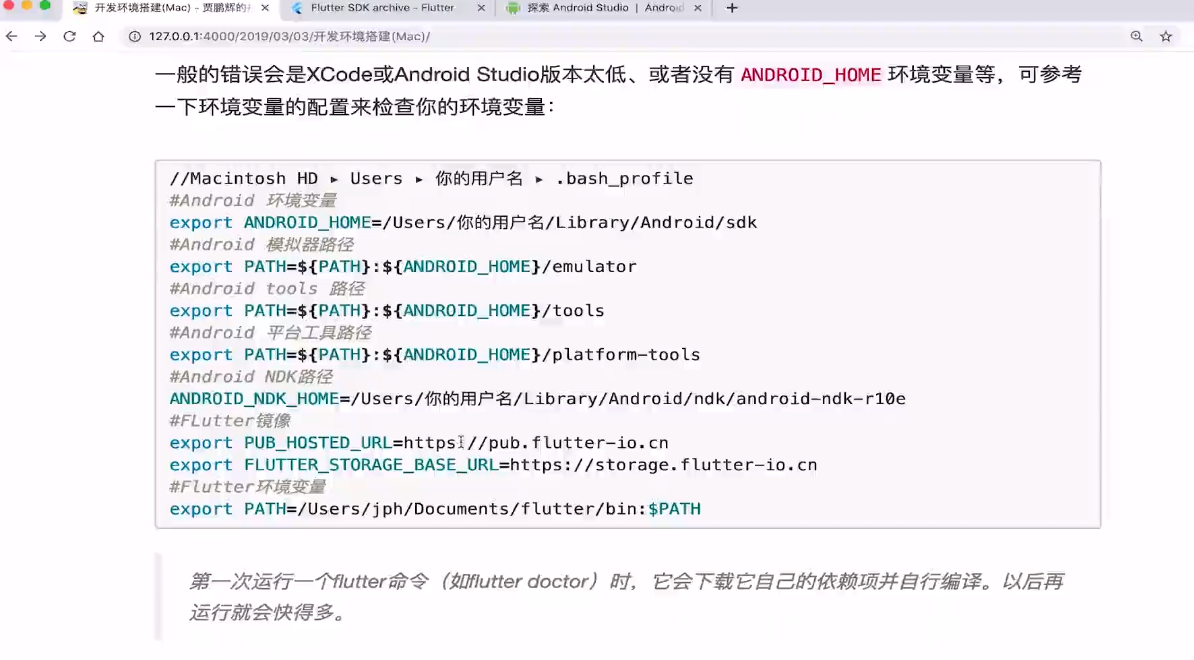 开发环境搭建(Mac) - 贾鹏辉的
Flutter SDK archive - Flutter
探索 Android Studio | Android
127.0.0.1:4000/2019/03/03/开发环境搭建(Mac)/
一般的错误会是XCode或Android Studio版本太低、或者没有 ANDROID_HOME 环境变量等，可参考
一下环境变量的配置来检查你的环境变量：
//Macintosh HD ▸ Users ▸ 你的用户名 ▸ .bash_profile
#Android 环境变量
export ANDROID_HOME=/Users/你的用户名/Library/Android/sdk
#Android 模拟器路径
export PATH=${PATH}:${ANDROID_HOME}/emulator
#Android tools 路径
export PATH=${PATH}:${ANDROID_HOME}/tools
#Android 平台工具路径
export PATH=${PATH}:${ANDROID_HOME}/platform-tools
#Android NDK路径
ANDROID_NDK_HOME=/Users/你的用户名/Library/Android/ndk/android-ndk-r10e
#FLutter镜像
export PUB_HOSTED_URL=https://pub.flutter-io.cn
export FLUTTER_STORAGE_BASE_URL=https://storage.flutter-io.cn
#Flutter环境变量
export PATH=/Users/jph/Documents/flutter/bin:$PATH
第一次运行一个flutter命令（如flutter doctor）时，它会下载它自己的依赖项并自行编译。以后再
运行就会快得多。